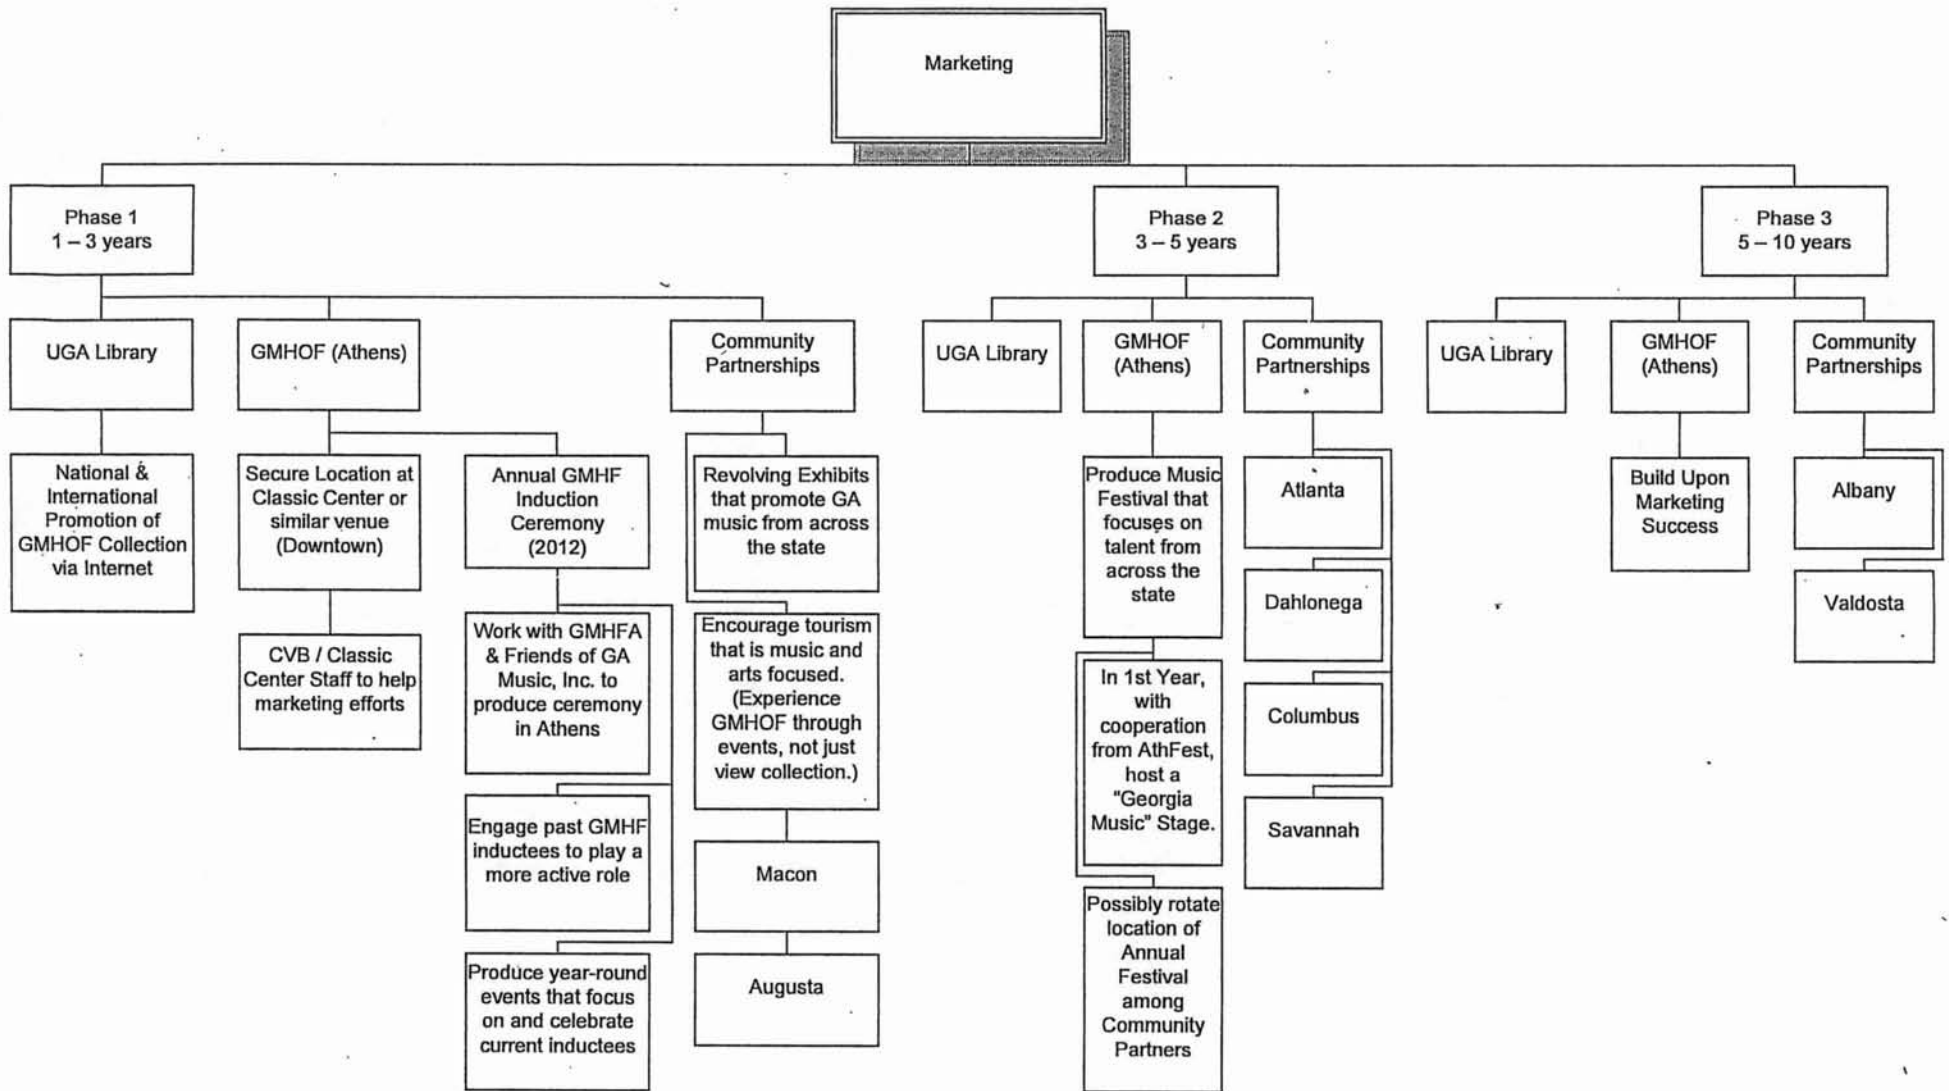 Marketing
Phase 1
1 – 3 years
Phase 2
3 – 5 years
Phase 3
5 – 10 years
UGA Library
GMHOF (Athens)
Community
Partnerships
UGA Library
GMHOF
(Athens)
Community
Partnerships
UGA Library
GMHOF
(Athens)
Community
Partnerships
National &
International
Promotion of
GMHOF Collection
via Internet
Secure Location at
Classic Center or
similar venue
(Downtown)
CVB / Classic
Center Staff to help
marketing efforts
Annual GMHF
Induction
Ceremony
(2012)
Work with GMHFA
& Friends of GA
Music, Inc. to
produce ceremony
in Athens
Engage past GMHF
inductees to play a
more active role
Produce year-round
events that focus
on and celebrate
current inductees
Revolving Exhibits
that promote GA
music from across
the state
Encourage tourism
that is music and
arts focused.
(Experience
GMHOF through
events, not just
view collection.)
Macon
Augusta
Produce Music
Festival that
focuses on
talent from
across the
state
In 1st Year,
with
cooperation
from AthFest,
host a
"Georgia
Music" Stage.
Possibly rotate
location of
Annual
Festival
among
Community
Partners
Atlanta
Dahlonega
Columbus
Savannah
Build Upon
Marketing
Success
Albany
Valdosta